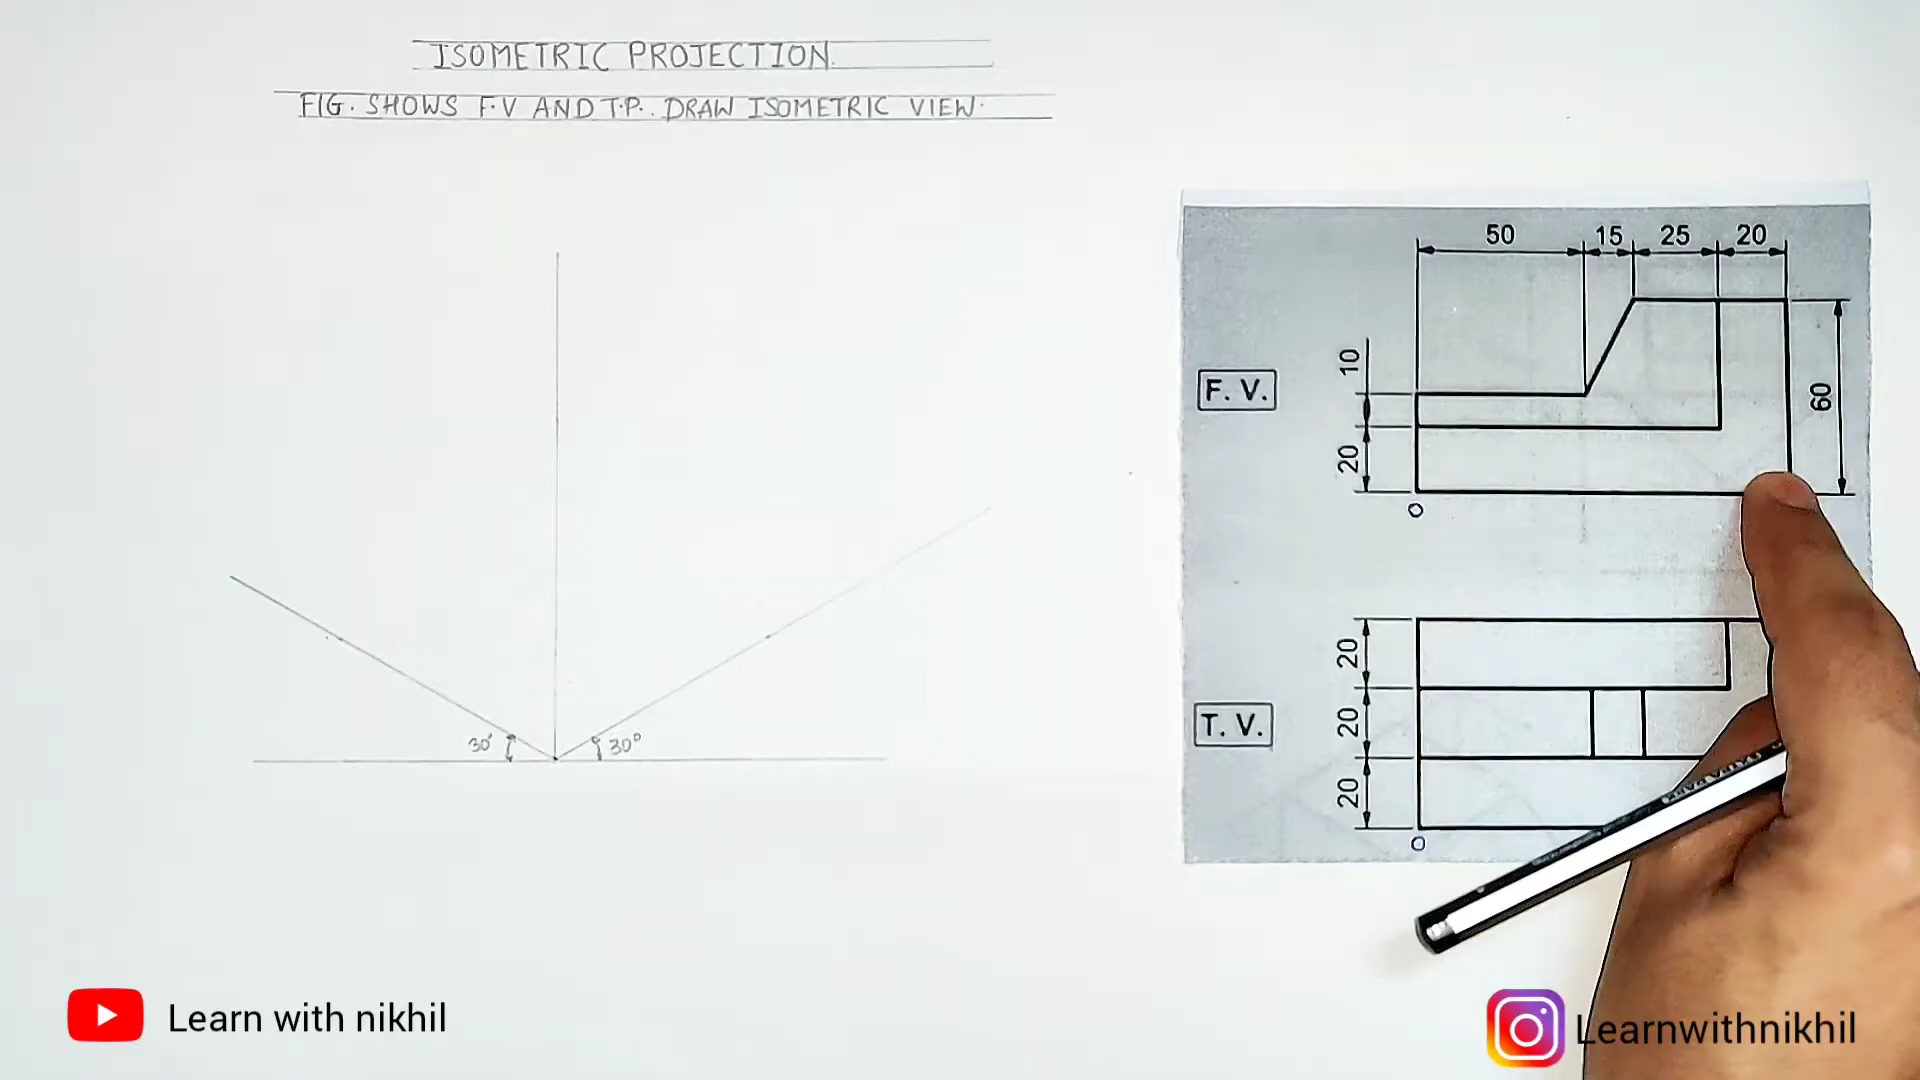 ISOMETRIC PROJECTION.
FIG. SHOWS F.V AND T.P. DRAW ISOMETRIC VIEW.
50 15 25 20
10
F. V.
60
20
O
20
T. V.
20
20
O
30° 30°
Learn with nikhil
Learnwithnikhil